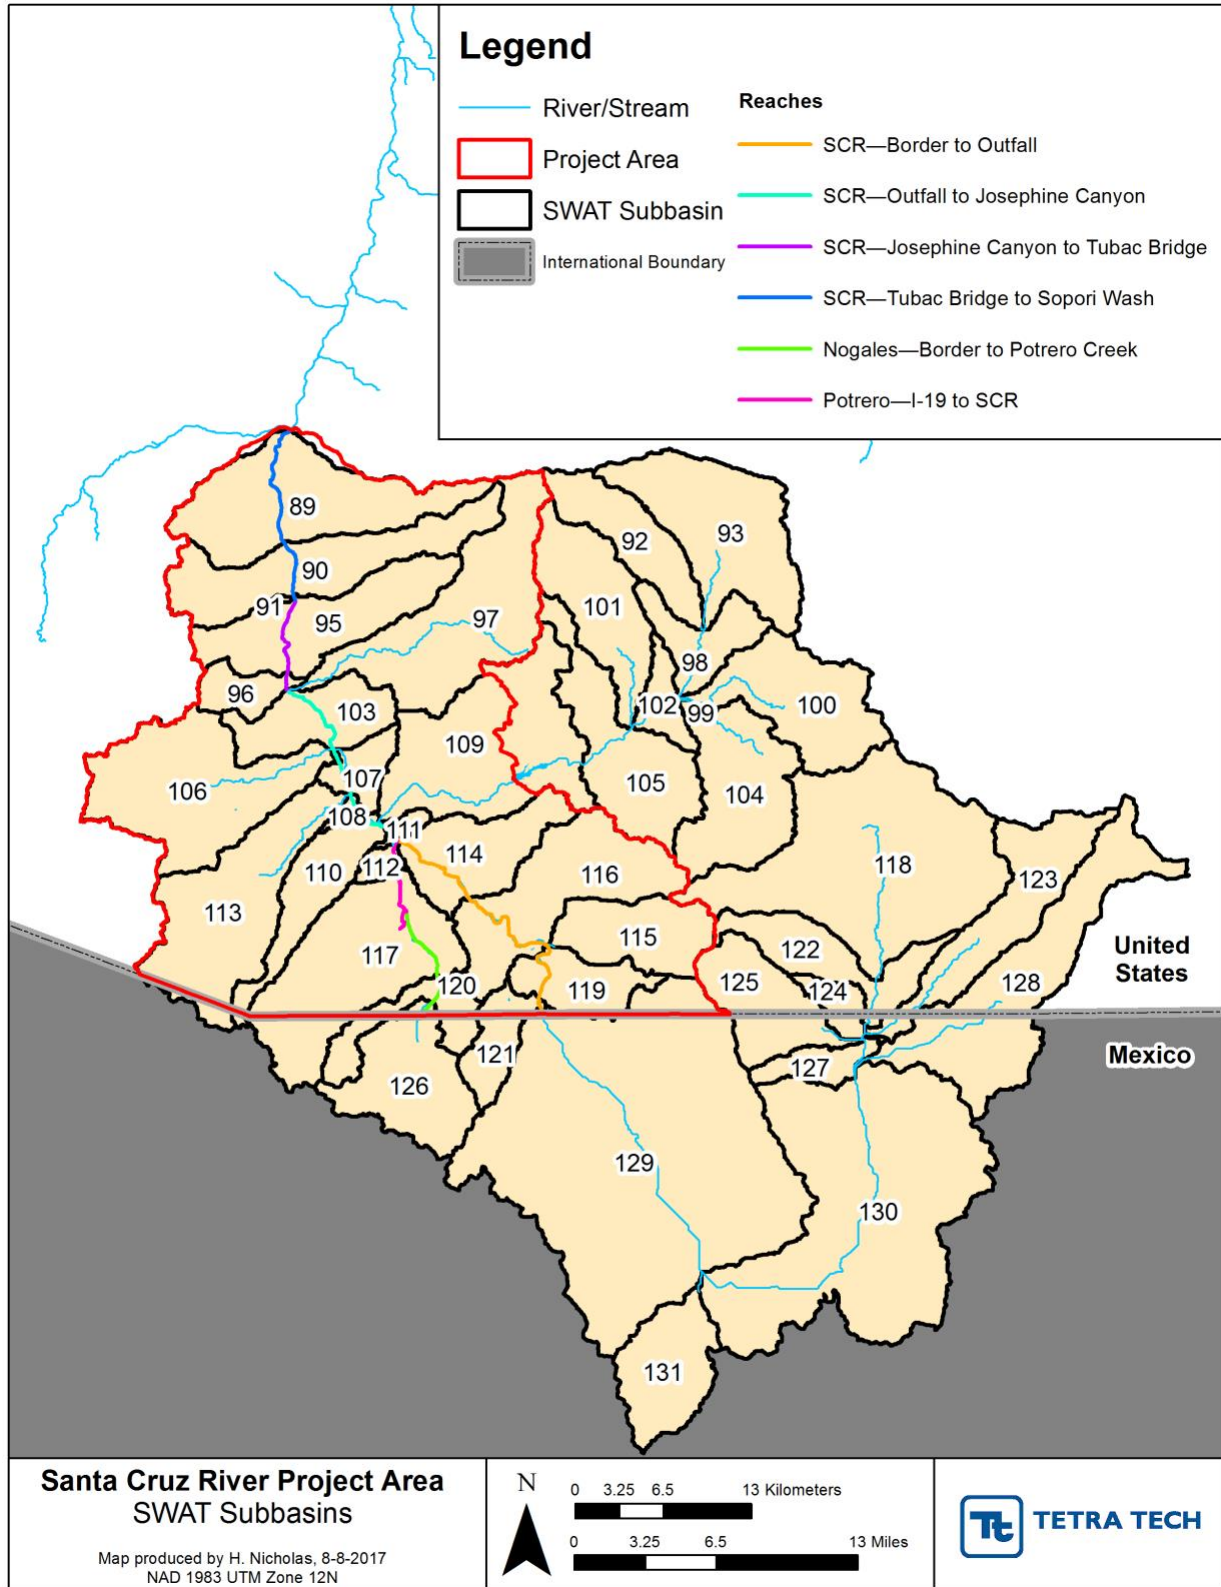 Legend
River/Stream
Project Area
SWAT Subbasin
International Boundary
Reaches
SCR—Border to Outfall
SCR—Outfall to Josephine Canyon
SCR—Josephine Canyon to Tubac Bridge
SCR—Tubac Bridge to Sopori Wash
Nogales—Border to Potrero Creek
Potrero—I-19 to SCR
89
92
93
90
101
91
95
97
98
96
102
99
100
103
109
106
107
105
104
108
111
114
118
110
112
116
123
113
115
117
122
United
States
120
119
125
124
128
121
127
Mexico
126
129
130
131
Santa Cruz River Project Area
SWAT Subbasins
Map produced by H. Nicholas, 8-8-2017
NAD 1983 UTM Zone 12N
N
0 3.25 6.5 13 Kilometers
0 3.25 6.5 13 Miles
Tt TETRA TECH